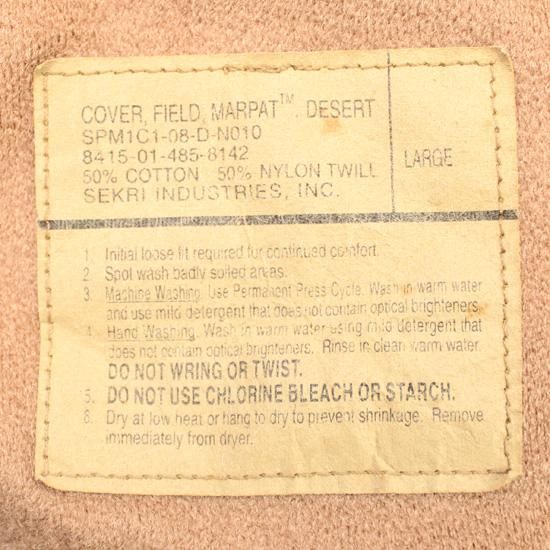 COVER, FIELD, MARPAT™. DESERT
SPM1C1-08-D-N010
8415-01-485-8142
50% COTTON 50% NYLON TWILL
SEKRI INDUSTRIES, INC.
LARGE
1. Initial loose fit required for continued comfort.
2. Spot wash badly soiled areas.
3. Machine Washing. Use Permanent Press Cycle. Wash in warm water
and use mild detergent that does not contain optical brighteners.
4. Hand Washing. Wash in warm water using mild detergent that
does not contain optical brighteners. Rinse in clean warm water.
DO NOT WRING OR TWIST.
5. DO NOT USE CHLORINE BLEACH OR STARCH.
6. Dry at low heat or hang to dry to prevent shrinkage. Remove
immediately from dryer.